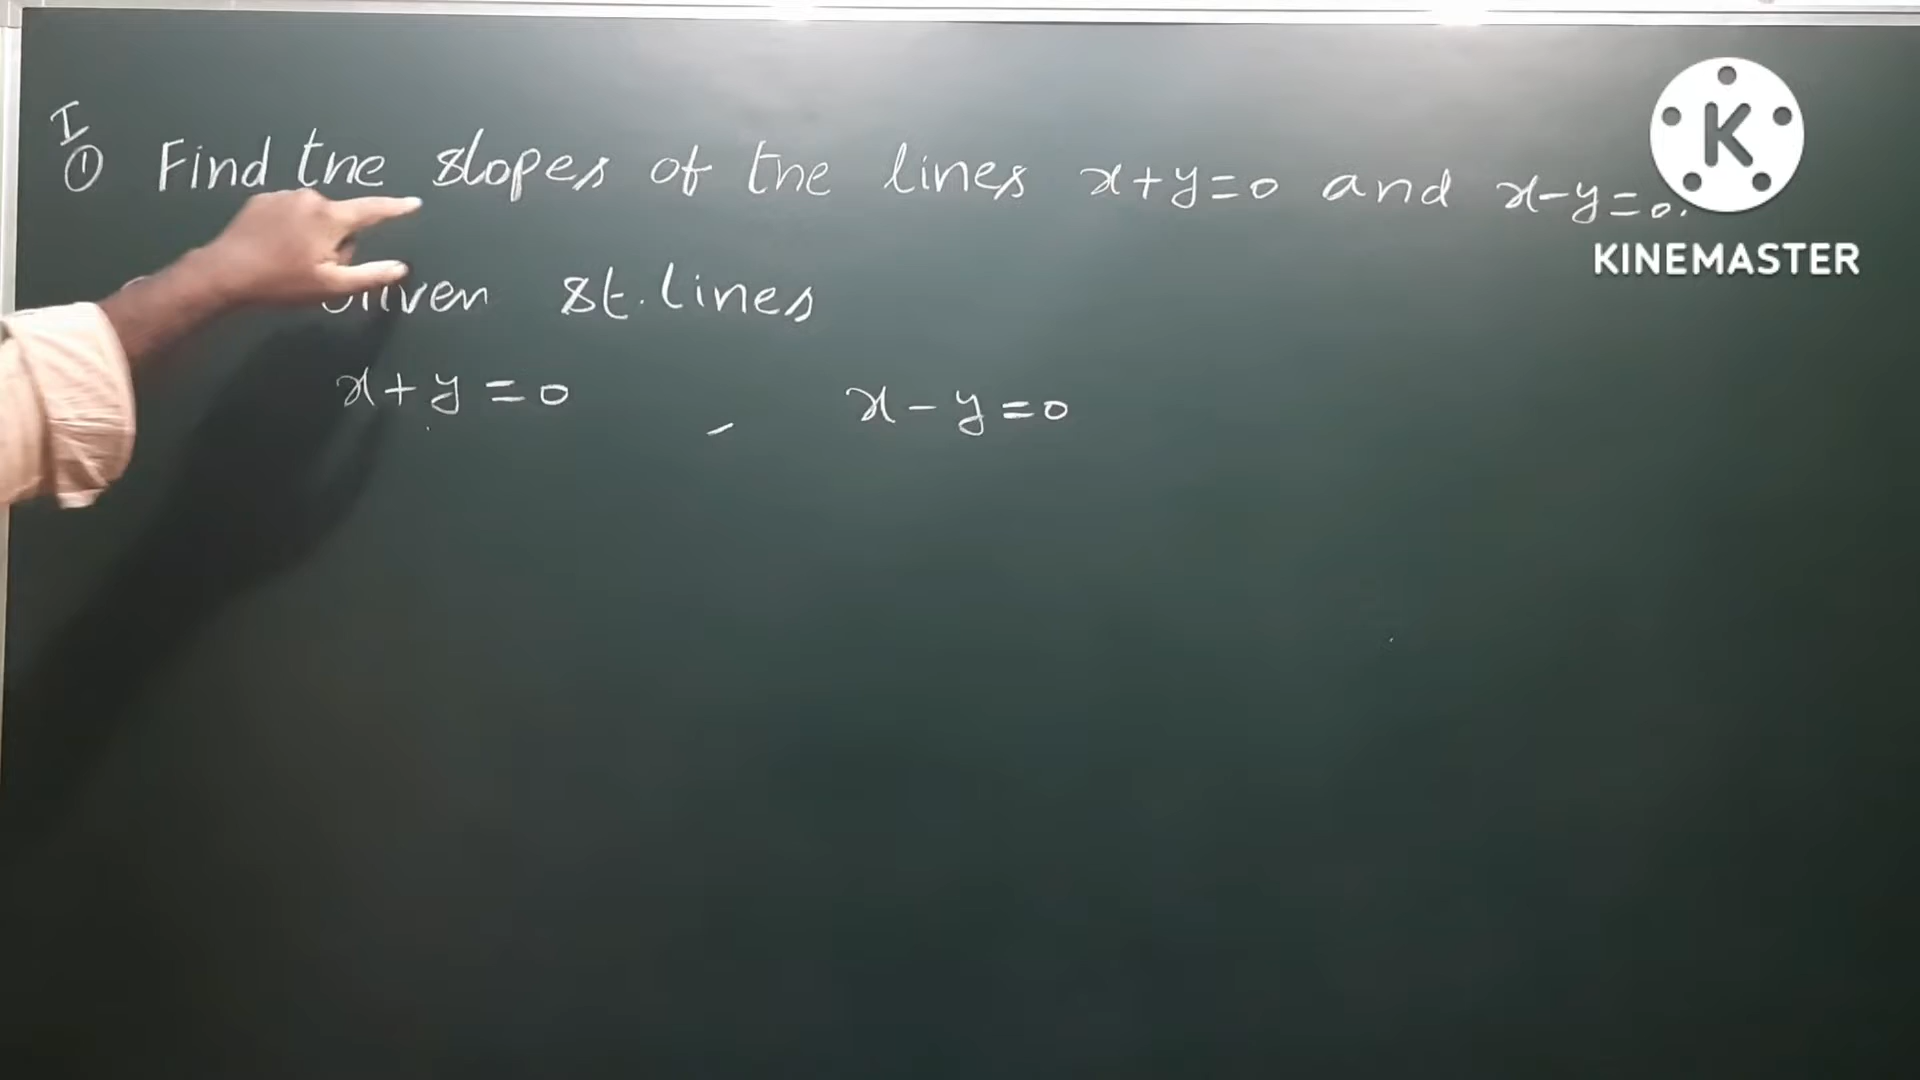 I
① Find the slopes of the lines x+y=0 and x-y=0.
Given st. lines
x+y=0 , x-y=0
K
KINEMASTER